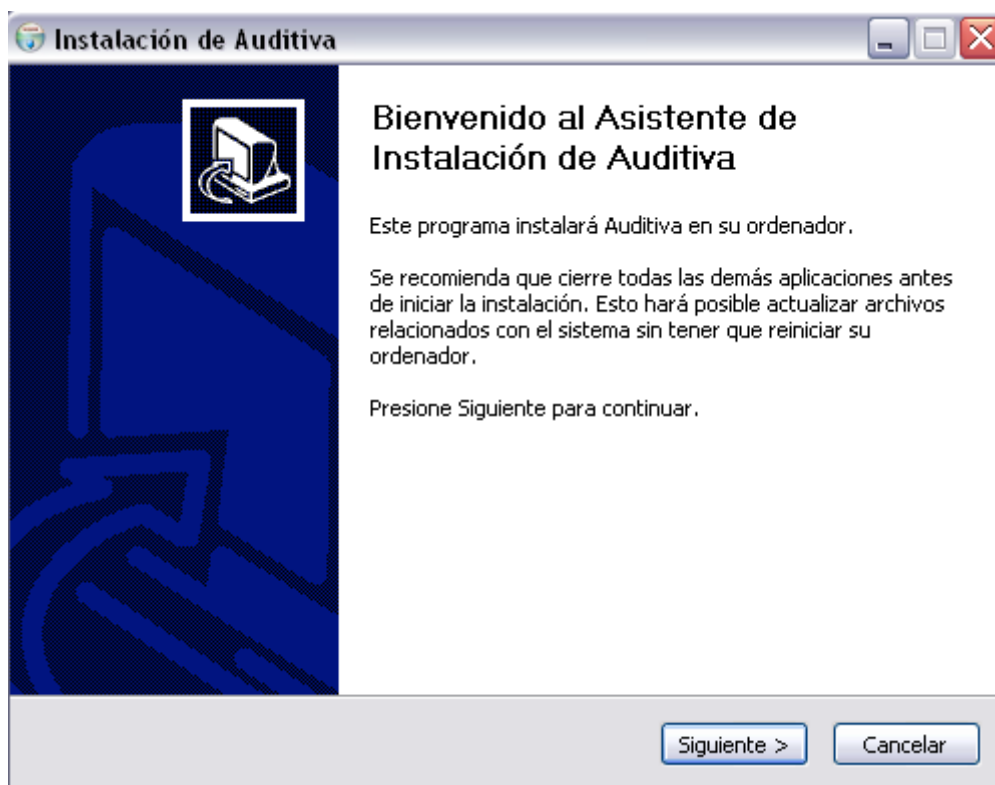 Instalación de Auditiva
Bienvenido al Asistente de
Instalación de Auditiva
Este programa instalará Auditiva en su ordenador.
Se recomienda que cierre todas las demás aplicaciones antes
de iniciar la instalación. Esto hará posible actualizar archivos
relacionados con el sistema sin tener que reiniciar su
ordenador.
Presione Siguiente para continuar.
Siguiente >
Cancelar